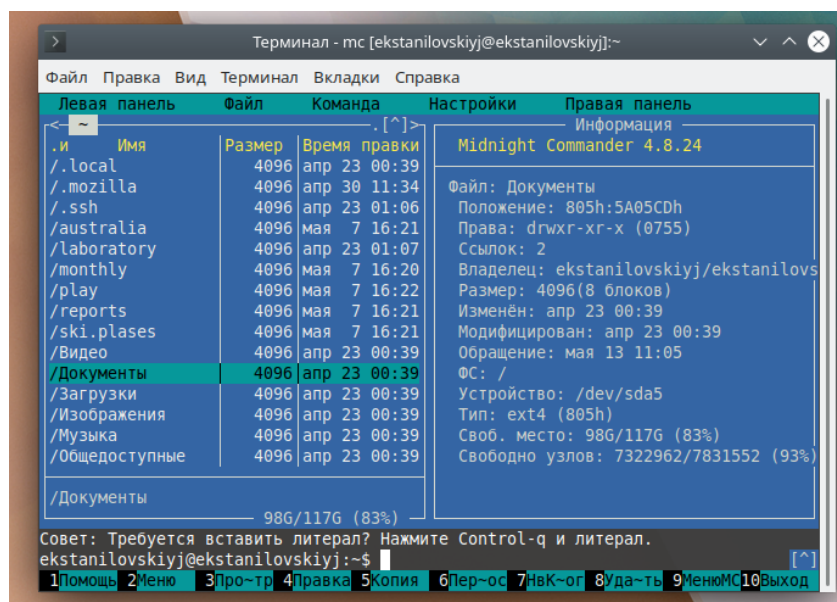 Терминал - mc [ekstanilovskiyj@ekstanilovskiyj]:~
Файл Правка Вид Терминал Вкладки Справка
Левая панель Файл Команда Настройки Правая панель
<- ~ .[^]>
.и Имя Размер Время правки
/.local 4096 апр 23 00:39
/.mozilla 4096 апр 30 11:34
/.ssh 4096 апр 23 01:06
/australia 4096 мая 7 16:21
/laboratory 4096 апр 23 01:07
/monthly 4096 мая 7 16:20
/play 4096 мая 7 16:22
/reports 4096 мая 7 16:21
/ski.plases 4096 мая 7 16:21
/Видео 4096 апр 23 00:39
/Документы 4096 апр 23 00:39
/Загрузки 4096 апр 23 00:39
/Изображения 4096 апр 23 00:39
/Музыка 4096 апр 23 00:39
/Общедоступные 4096 апр 23 00:39
/Документы
98G/117G (83%)
Информация
Midnight Commander 4.8.24
Файл: Документы
Положение: 805h:5A05CDh
Права: drwxr-xr-x (0755)
Ссылок: 2
Владелец: ekstanilovskiyj/ekstanilovs
Размер: 4096(8 блоков)
Изменён: апр 23 00:39
Модифицирован: апр 23 00:39
Обращение: мая 13 11:05
ФС: /
Устройство: /dev/sda5
Тип: ext4 (805h)
Своб. место: 98G/117G (83%)
Свободно узлов: 7322962/7831552 (93%)
Совет: Требуется вставить литерал? Нажмите Control-q и литерал.
ekstanilovskiyj@ekstanilovskiyj:~$ [^]
1Помощь 2Меню 3Про~тр 4Правка 5Копия 6Пер~ос 7НвК~ог 8Уда~ть 9МенюMC 10Выход